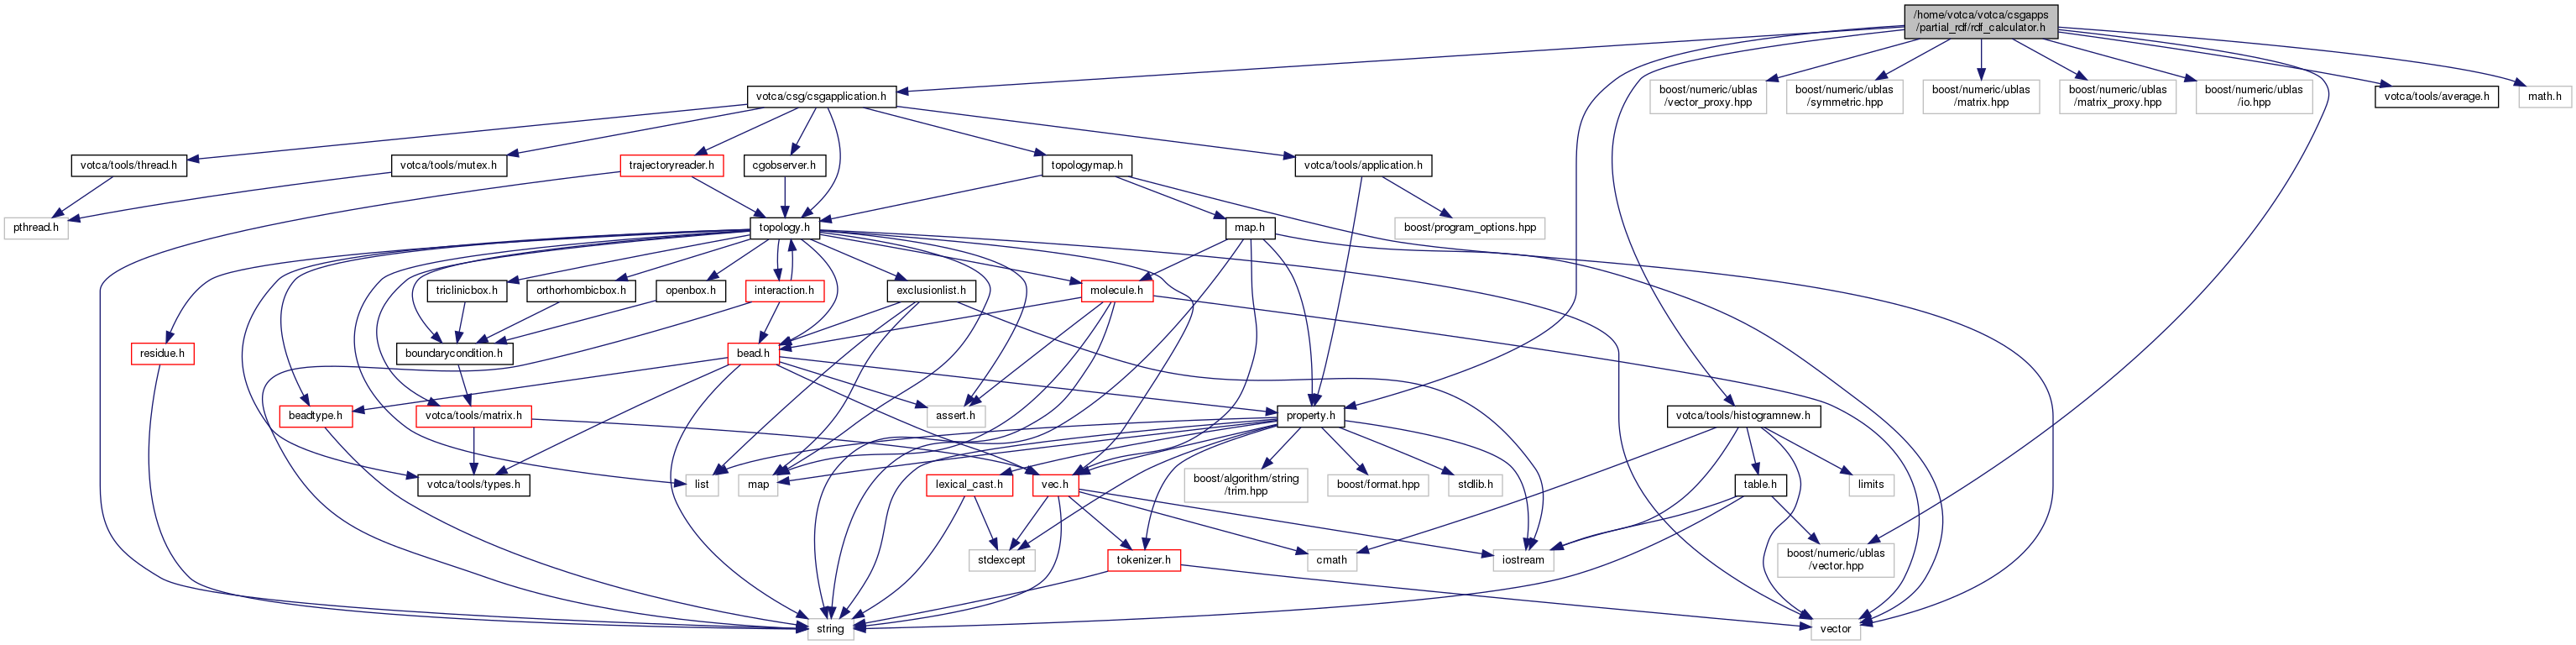 /home/votca/votca/csgapps
/partial_rdf/rdf_calculator.h
votca/csg/csgapplication.h
boost/numeric/ublas
/vector_proxy.hpp
boost/numeric/ublas
/symmetric.hpp
boost/numeric/ublas
/matrix.hpp
boost/numeric/ublas
/matrix_proxy.hpp
boost/numeric/ublas
/io.hpp
votca/tools/average.h
math.h
votca/tools/thread.h
votca/tools/mutex.h
trajectoryreader.h
cgobserver.h
topologymap.h
votca/tools/application.h
pthread.h
topology.h
map.h
boost/program_options.hpp
triclinicbox.h
orthorhombicbox.h
openbox.h
interaction.h
exclusionlist.h
molecule.h
residue.h
boundarycondition.h
bead.h
beadtype.h
votca/tools/matrix.h
assert.h
property.h
votca/tools/histogramnew.h
votca/tools/types.h
list
map
lexical_cast.h
vec.h
boost/algorithm/string
/trim.hpp
boost/format.hpp
stdlib.h
table.h
limits
stdexcept
tokenizer.h
cmath
iostream
boost/numeric/ublas
/vector.hpp
string
vector